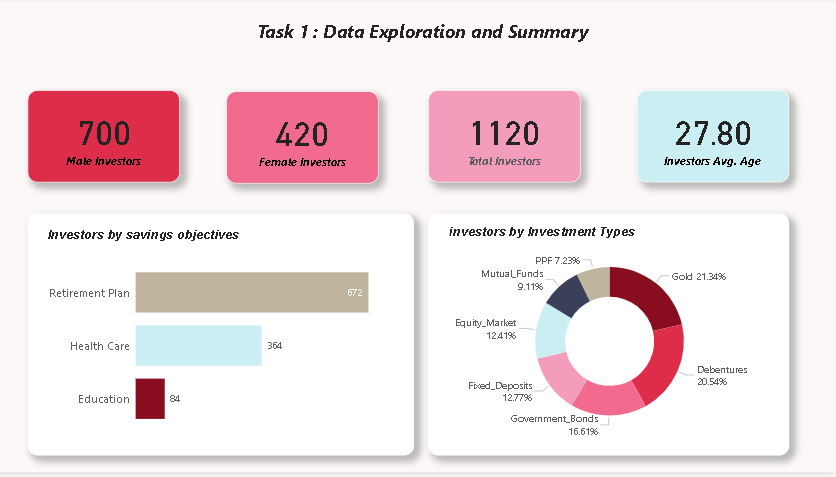 Task 1 : Data Exploration and Summary
700
Male Investors
420
Female Investors
1120
Total Investors
27.80
Investors Avg. Age
Investors by savings objectives
Retirement Plan
672
Health Care
364
Education
84
investors by Investment Types
PPF 7.23%
Mutual_Funds
9.11%
Equity_Market
12.41%
Fixed_Deposits
12.77%
Government_Bonds
16.61%
Gold 21.34%
Debentures
20.54%